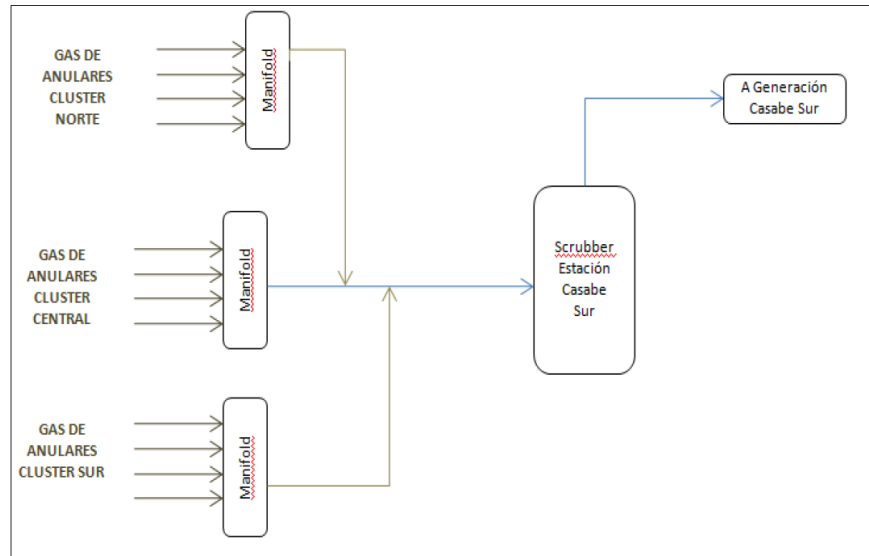 GAS DE
ANULARES
CLUSTER
NORTE
Manifold
A Generación
Casabe Sur
GAS DE
ANULARES
CLUSTER
CENTRAL
Manifold
Scrubber
Estación
Casabe
Sur
GAS DE
ANULARES
CLUSTER SUR
Manifold